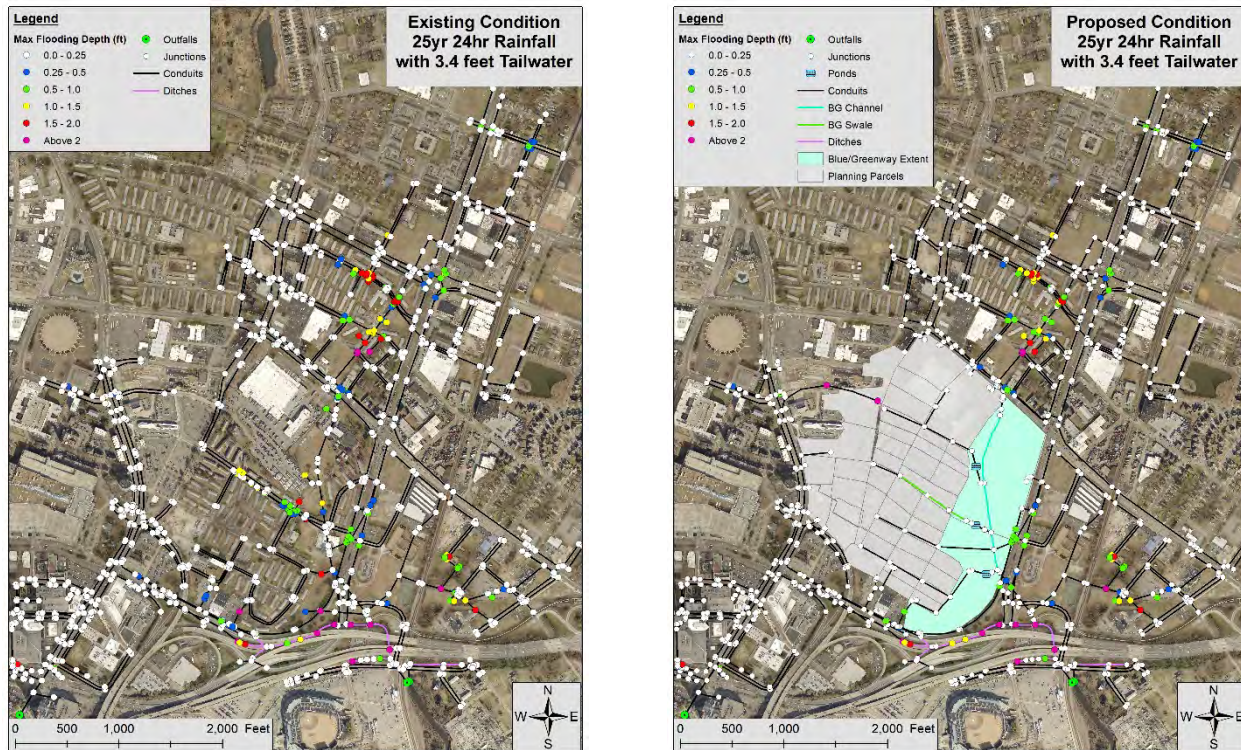 Legend
Max Flooding Depth (ft)
0.0 - 0.25
0.25 - 0.5
0.5 - 1.0
1.0 - 1.5
1.5 - 2.0
Above 2
Outfalls
Junctions
Conduits
Ditches
Existing Condition
25yr 24hr Rainfall
with 3.4 feet Tailwater
0 500 1,000 2,000 Feet
N
W E
S
Legend
Max Flooding Depth (ft)
0.0 - 0.25
0.25 - 0.5
0.5 - 1.0
1.0 - 1.5
1.5 - 2.0
Above 2
Outfalls
Junctions
Ponds
Conduits
BG Channel
BG Swale
Ditches
Blue/Greenway Extent
Planning Parcels
Proposed Condition
25yr 24hr Rainfall
with 3.4 feet Tailwater
0 500 1,000 2,000 Feet
N
W E
S